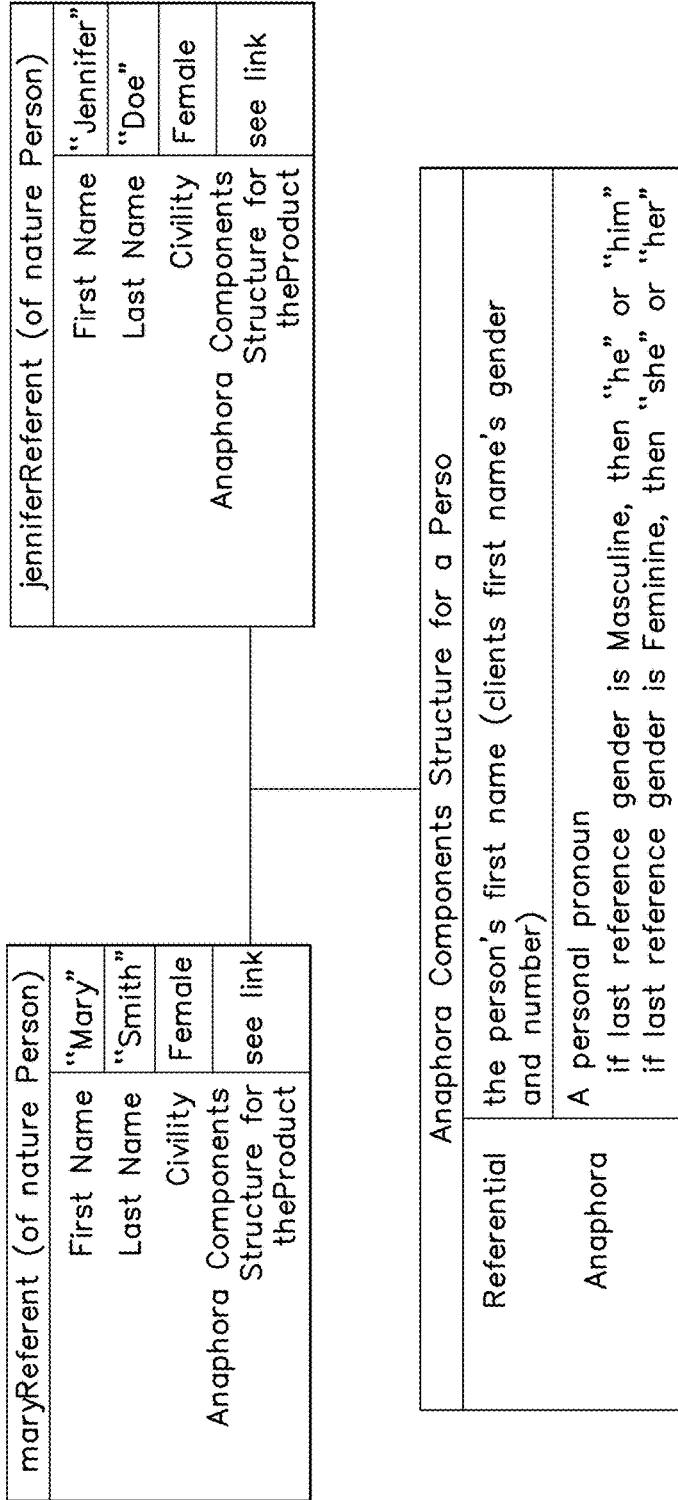 maryReferent (of nature Person)
First Name "Mary"
Last Name "Smith"
Civility Female
Anaphora Components
Structure for see link
theProduct
jenniferReferent (of nature Person)
First Name "Jennifer"
Last Name "Doe"
Civility Female
Anaphora Components
Structure for see link
theProduct
Anaphora Components Structure for a Perso
Referential the person's first name (clients first name's gender
and number)
Anaphora A personal pronoun
if last reference gender is Masculine, then "he" or "him"
if last reference gender is Feminine, then "she" or "her"